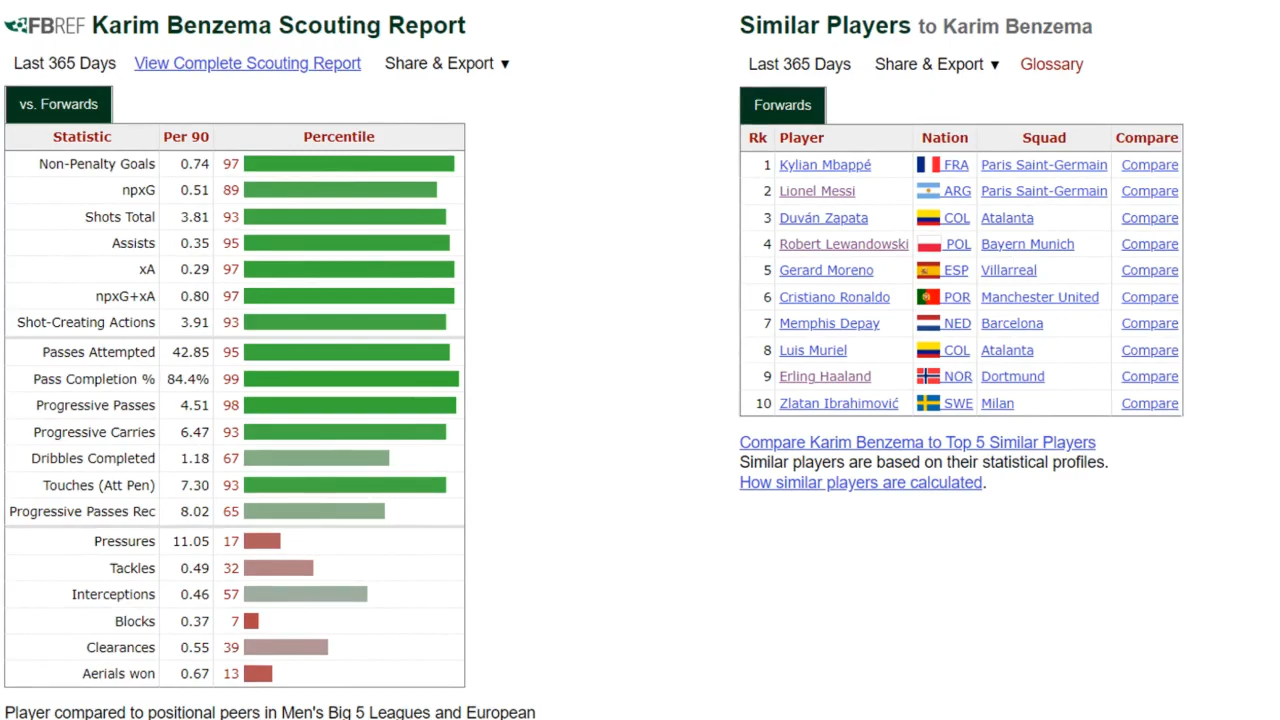 FBREF Karim Benzema Scouting Report
Last 365 Days View Complete Scouting Report Share & Export ▼
vs. Forwards
Statistic Per 90 Percentile
Non-Penalty Goals 0.74 97
npxG 0.51 89
Shots Total 3.81 93
Assists 0.35 95
xA 0.29 97
npxG+xA 0.80 97
Shot-Creating Actions 3.91 93
Passes Attempted 42.85 95
Pass Completion % 84.4% 99
Progressive Passes 4.51 98
Progressive Carries 6.47 93
Dribbles Completed 1.18 67
Touches (Att Pen) 7.30 93
Progressive Passes Rec 8.02 65
Pressures 11.05 17
Tackles 0.49 32
Interceptions 0.46 57
Blocks 0.37 7
Clearances 0.55 39
Aerials won 0.67 13
Player compared to positional peers in Men's Big 5 Leagues and European
Similar Players to Karim Benzema
Last 365 Days Share & Export ▼ Glossary
Forwards
Rk Player Nation Squad Compare
1 Kylian Mbappé FRA Paris Saint-Germain Compare
2 Lionel Messi ARG Paris Saint-Germain Compare
3 Duván Zapata COL Atalanta Compare
4 Robert Lewandowski POL Bayern Munich Compare
5 Gerard Moreno ESP Villarreal Compare
6 Cristiano Ronaldo POR Manchester United Compare
7 Memphis Depay NED Barcelona Compare
8 Luis Muriel COL Atalanta Compare
9 Erling Haaland NOR Dortmund Compare
10 Zlatan Ibrahimović SWE Milan Compare
Compare Karim Benzema to Top 5 Similar Players
Similar players are based on their statistical profiles.
How similar players are calculated.